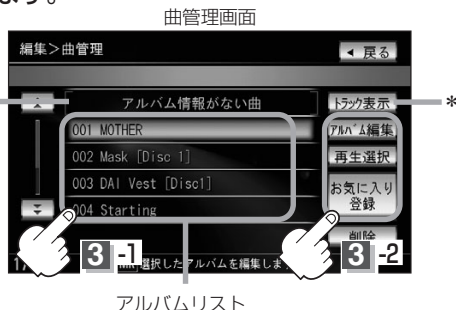 ます。
曲管理画面
編集>曲管理
戻る
アルバム情報がない曲
トラック表示
*
001 MOTHER
アルバム編集
002 Mask [Disc 1]
再生選択
003 DAI Vest [Disc1]
お気に入り
登録
004 Starting
削除
3 -1
3 -2
選択したアルバムを編集しま
アルバムリスト